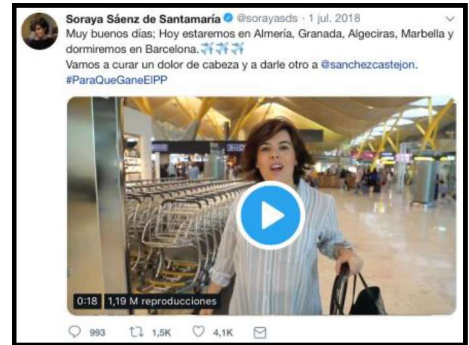 Soraya Sáenz de Santamaría @sorayasds · 1 jul. 2018
Muy buenos días; Hoy estaremos en Almería, Granada, Algeciras, Marbella y
dormiremos en Barcelona.✈✈✈
Vamos a curar un dolor de cabeza y a darle otro a @sanchezcastejon.
#ParaQueGaneElPP
0:18 1,19 M reproducciones
993 1,5K 4,1K